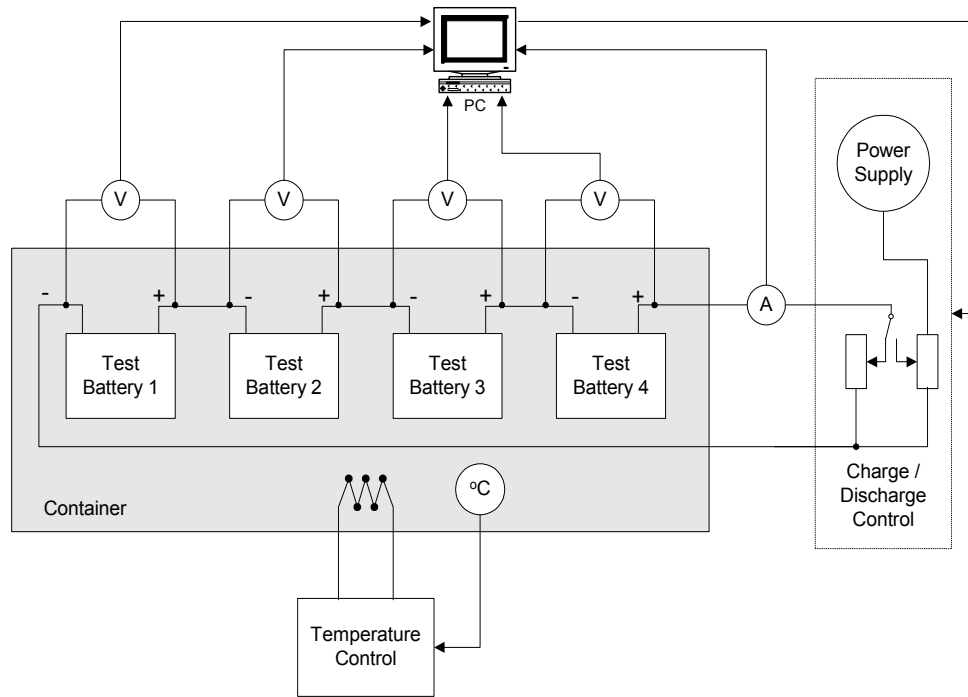 PC
Power
Supply
V
V
V
V
-
+
-
+
-
+
-
+
A
Test
Battery 1
Test
Battery 2
Test
Battery 3
Test
Battery 4
Charge /
Discharge
Control
Container
oC
Temperature
Control